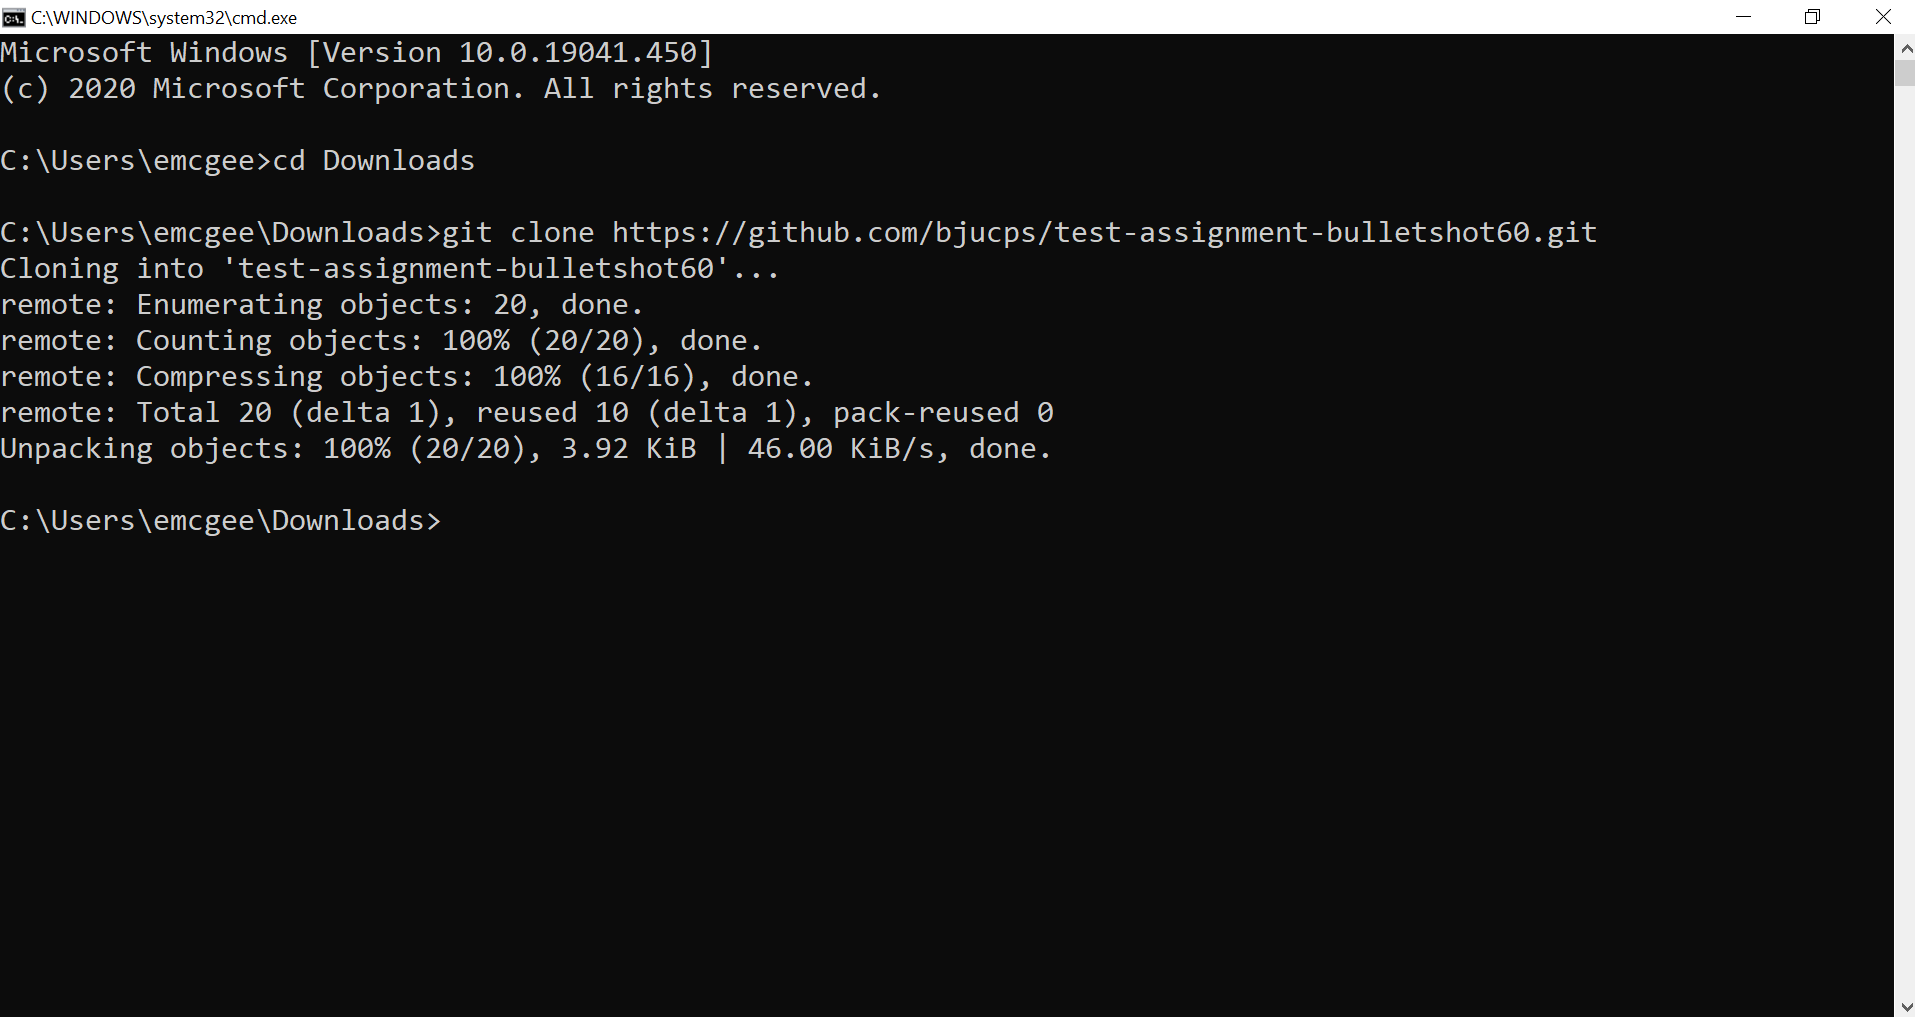 C:\WINDOWS\system32\cmd.exe
Microsoft Windows [Version 10.0.19041.450]
(c) 2020 Microsoft Corporation. All rights reserved.
C:\Users\emcgee>cd Downloads
C:\Users\emcgee\Downloads>git clone https://github.com/bjucps/test-assignment-bulletshot60.git
Cloning into 'test-assignment-bulletshot60'...
remote: Enumerating objects: 20, done.
remote: Counting objects: 100% (20/20), done.
remote: Compressing objects: 100% (16/16), done.
remote: Total 20 (delta 1), reused 10 (delta 1), pack-reused 0
Unpacking objects: 100% (20/20), 3.92 KiB | 46.00 KiB/s, done.
C:\Users\emcgee\Downloads>